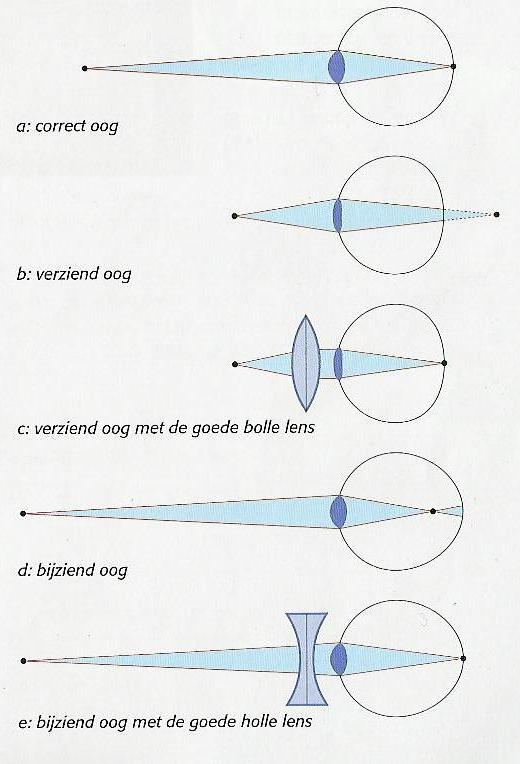 a: correct oog
b: verziend oog
c: verziend oog met de goede bolle lens
d: bijziend oog
e: bijziend oog met de goede holle lens